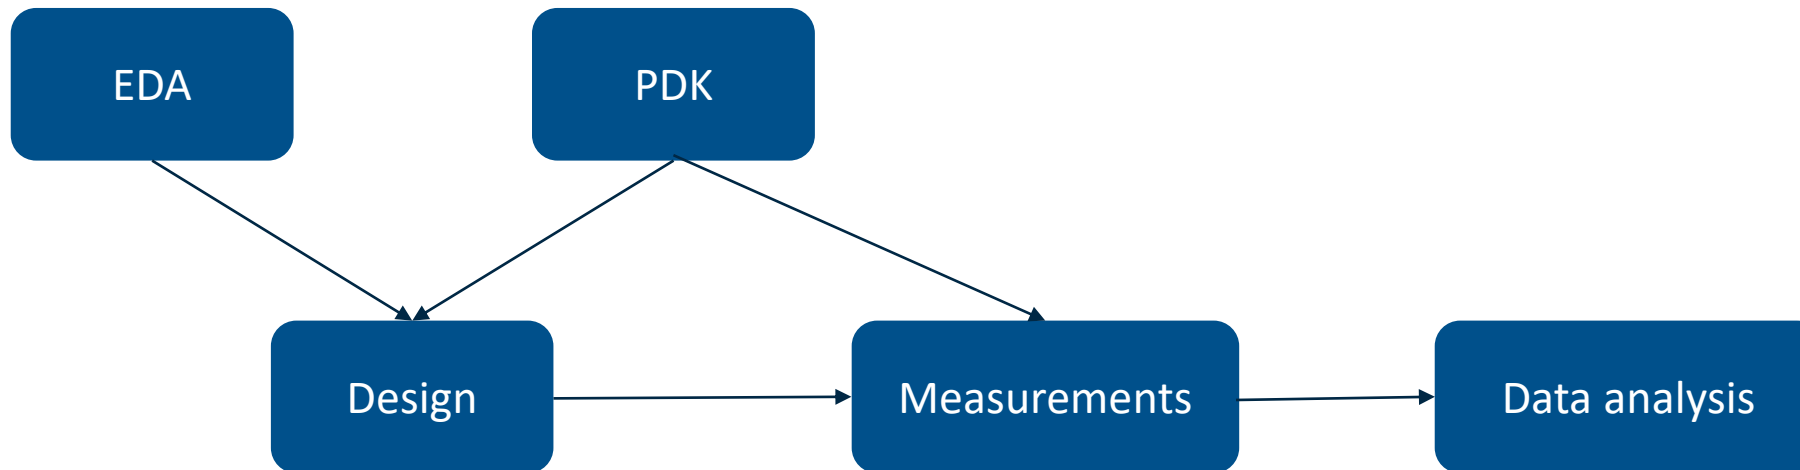 EDA
PDK
Design
Measurements
Data analysis